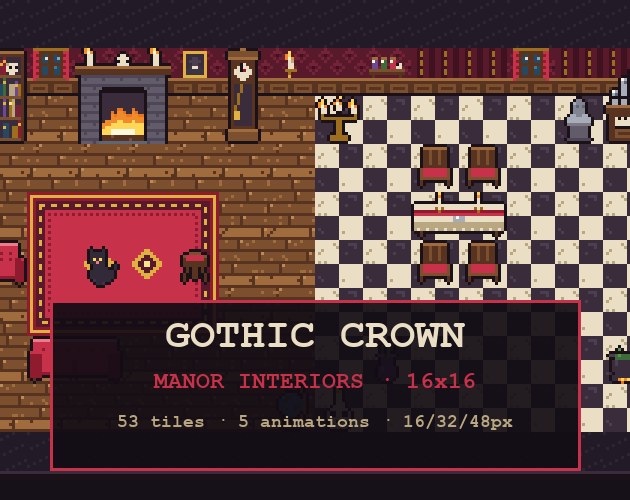 GOTHIC CROWN
MANOR INTERIORS · 16x16
53 tiles · 5 animations · 16/32/48px